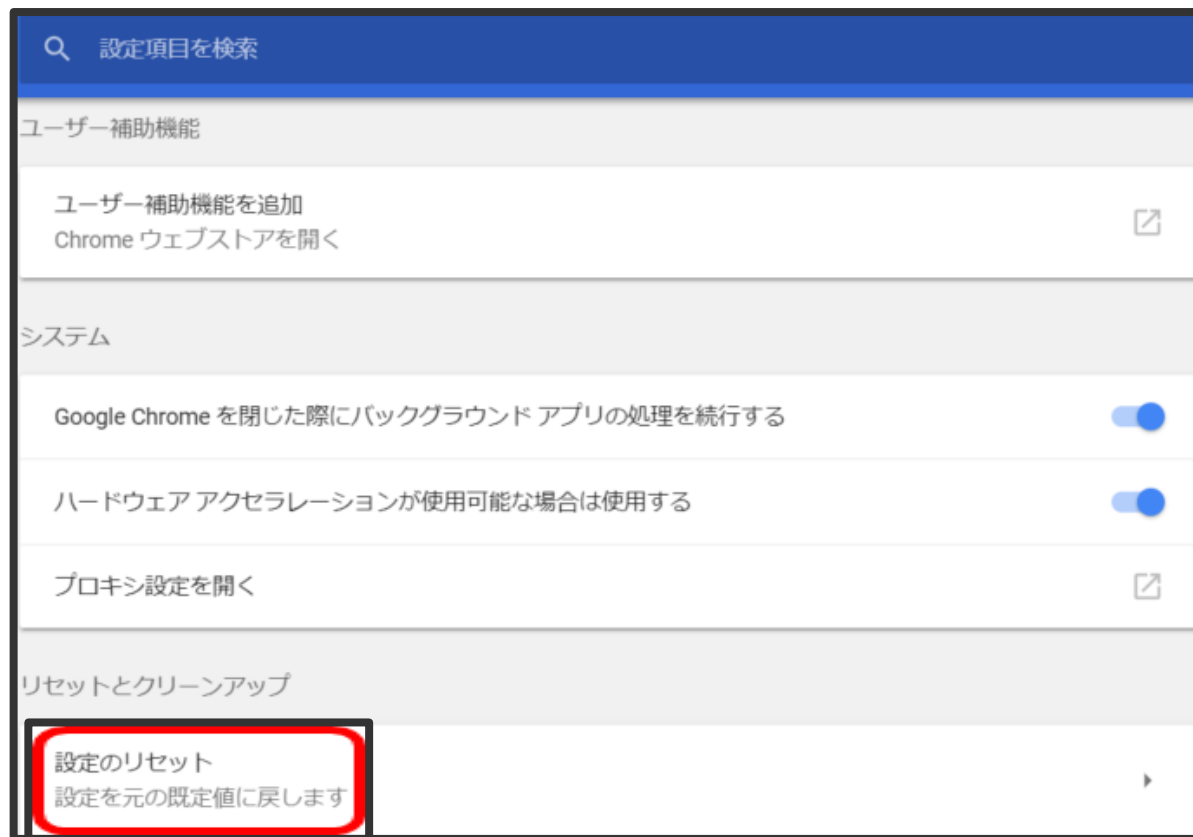 設定項目を検索
ユーザー補助機能
ユーザー補助機能を追加
Chrome ウェブストアを開く
システム
Google Chrome を閉じた際にバックグラウンド アプリの処理を続行する
ハードウェア アクセラレーションが使用可能な場合は使用する
プロキシ設定を開く
リセットとクリーンアップ
設定のリセット
設定を元の既定値に戻します